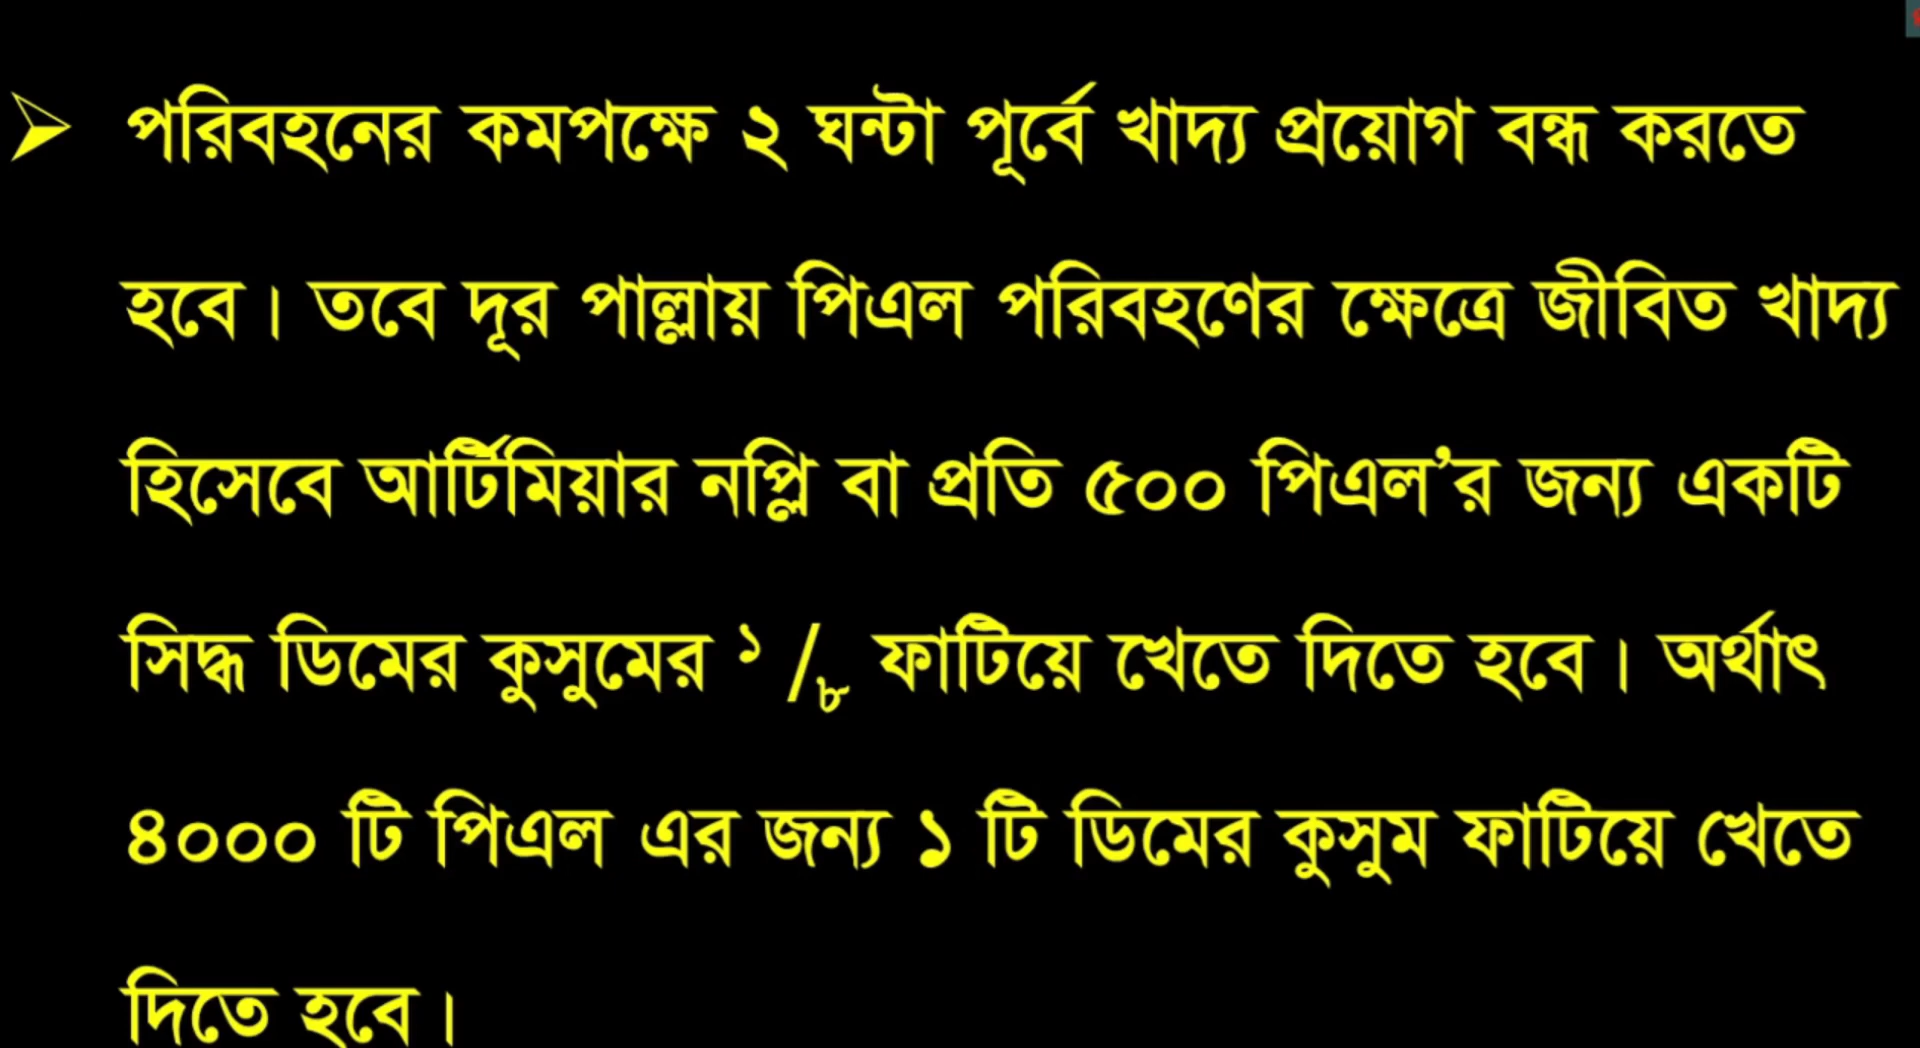 ➢ পরিবহনের কমপক্ষে ২ ঘন্টা পূর্বে খাদ্য প্রয়োগ বন্ধ করতে
হবে। তবে দূর পাল্লায় পিএল পরিবহণের ক্ষেত্রে জীবিত খাদ্য
হিসেবে আর্টিমিয়ার নপ্লি বা প্রতি ৫০০ পিএল’র জন্য একটি
সিদ্ধ ডিমের কুসুমের ১ /৮ ফাটিয়ে খেতে দিতে হবে। অর্থাৎ
৪০০০ টি পিএল এর জন্য ১ টি ডিমের কুসুম ফাটিয়ে খেতে
দিতে হবে।